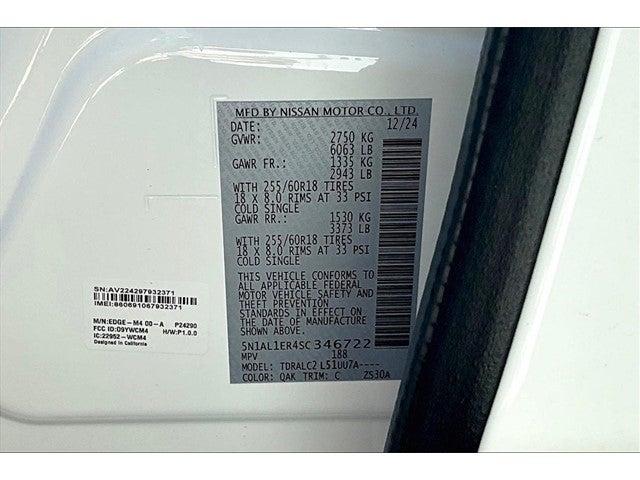 MFD BY NISSAN MOTOR CO., LTD.
DATE: 12/24
GVWR: 2750 KG
6063 LB
GAWR FR.: 1335 KG
2943 LB
WITH 255/60R18 TIRES
18 X 8.0 RIMS AT 33 PSI
COLD SINGLE
GAWR RR.: 1530 KG
3373 LB
WITH 255/60R18 TIRES
18 X 8.0 RIMS AT 33 PSI
COLD SINGLE
THIS VEHICLE CONFORMS TO
ALL APPLICABLE FEDERAL
MOTOR VEHICLE SAFETY AND
THEFT PREVENTION
STANDARDS IN EFFECT ON
THE DATE OF MANUFACTURE
SHOWN ABOVE.
5N1AL1ER4SC346722
MPV 188
MODEL: TDRALC2 L51UU7A----
COLOR: QAK TRIM: C ZS30A
SN:AV224297932371
IMEI:860691067932371
M/N:EDGE-M4 00-A P24290
FCC ID:O9YWCM4 H/W:P1.0.0
IC:22952-WCM4
Designed in California